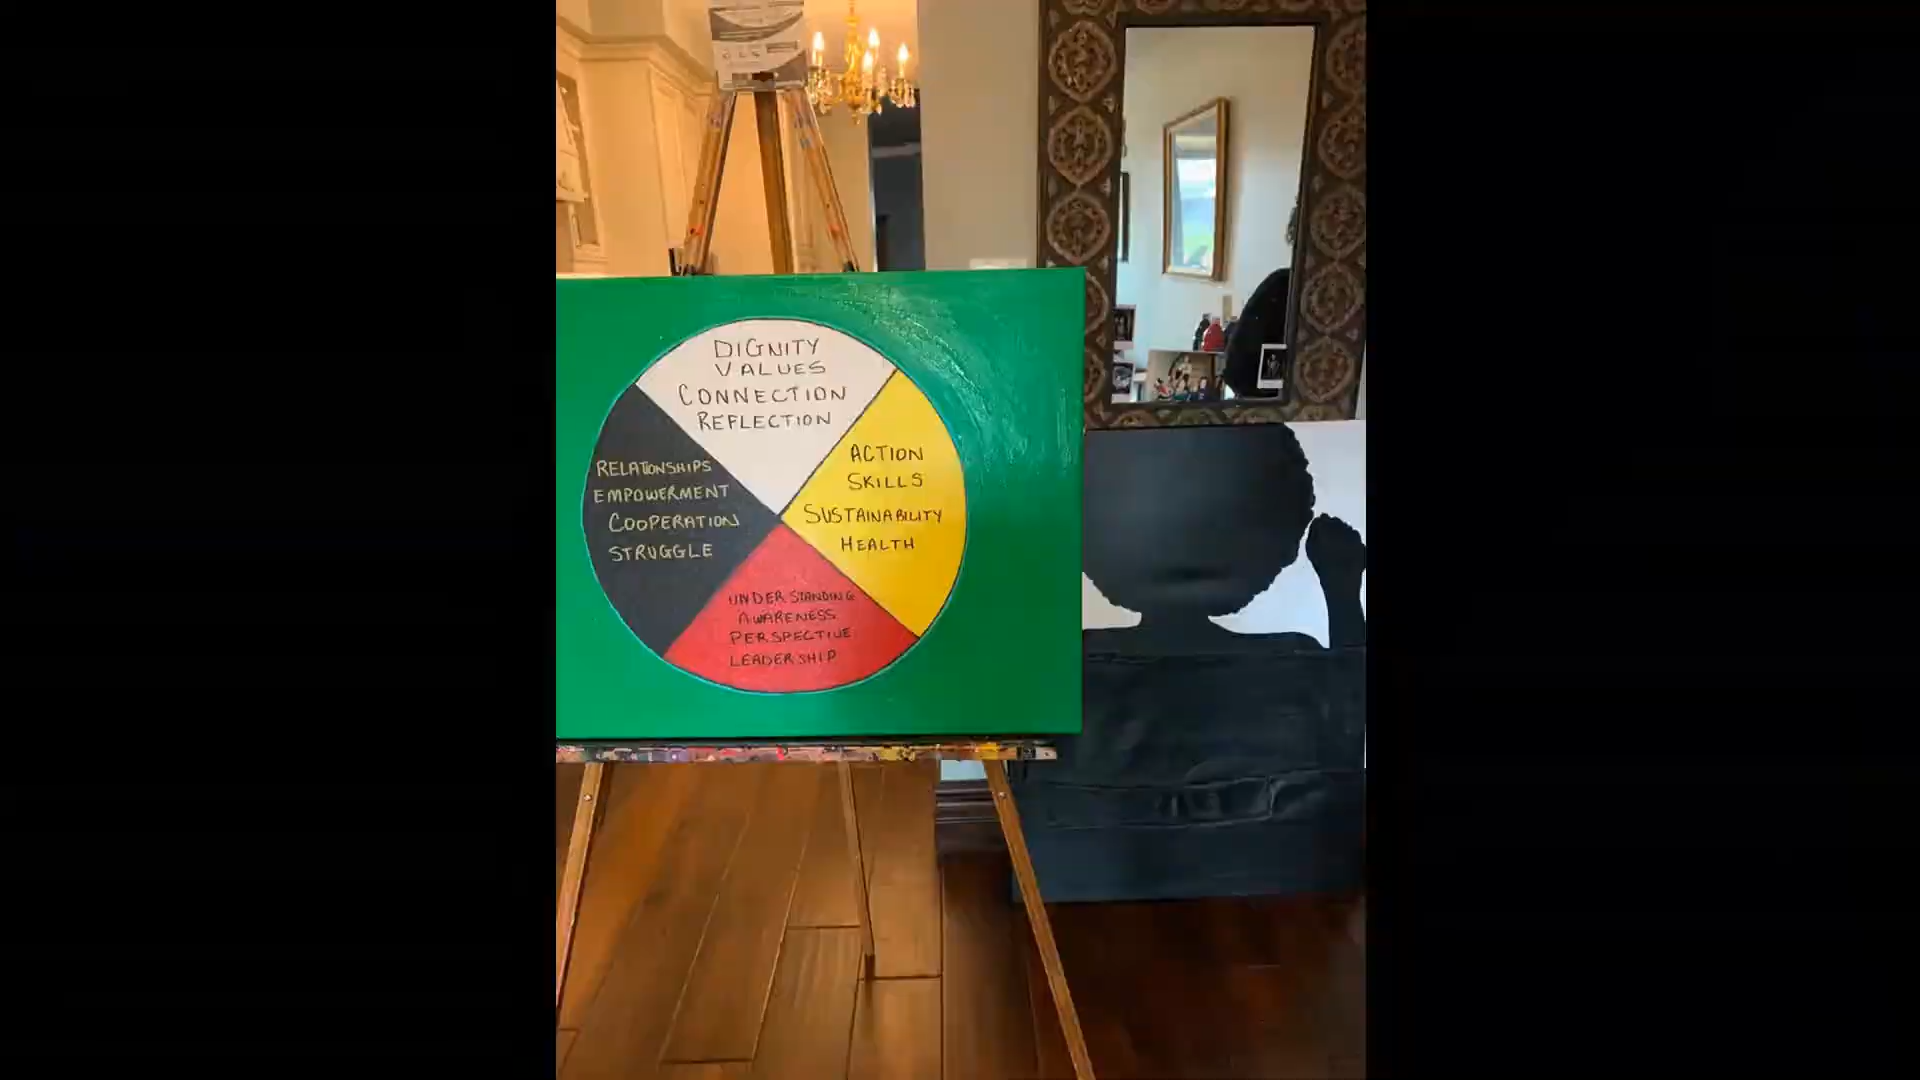 DIGNITY
VALUES
CONNECTION
REFLECTION
ACTION
SKILLS
SUSTAINABILITY
HEALTH
UNDERSTANDING
AWARENESS
PERSPECTIVE
LEADERSHIP
RELATIONSHIPS
EMPOWERMENT
COOPERATION
STRUGGLE